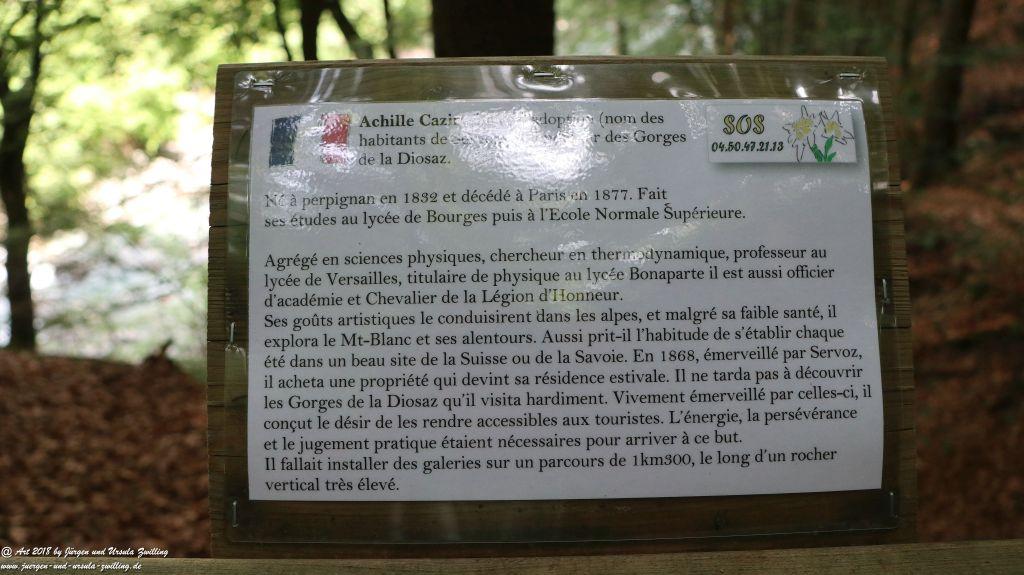 Achille adoption (nom des
habitants de des Gorges
de la Diosaz.
SOS
04.50.47.21.13
Né à perpignan en 1832 et décédé à Paris en 1877. Fait
ses études au lycée de Bourges puis à l'Ecole Normale Supérieure.
Agrégé en sciences physiques, chercheur en thermodynamique, professeur au
lycée de Versailles, titulaire de physique au lycée Bonaparte il est aussi officier
d'académie et Chevalier de la Légion d'Honneur.
Ses goûts artistiques le conduisirent dans les alpes, et malgré sa faible santé, il
explora le Mt-Blanc et ses alentours. Aussi prit-il l'habitude de s'établir chaque
été dans un beau site de la Suisse ou de la Savoie. En 1868, émerveillé par Servoz,
il acheta une propriété qui devint sa résidence estivale. Il ne tarda pas à découvrir
les Gorges de la Diosaz qu'il visita hardiment. Vivement émerveillé par celles-ci, il
conçut le désir de les rendre accessibles aux touristes. L'énergie, la persévérance
et le jugement pratique étaient nécessaires pour arriver à ce but.
Il fallait installer des galeries sur un parcours de 1km300, le long d'un rocher
vertical très élevé.
@ Art 2018 by Jürgen und Ursula Zwilling
www.juergen-und-ursula-zwilling.de